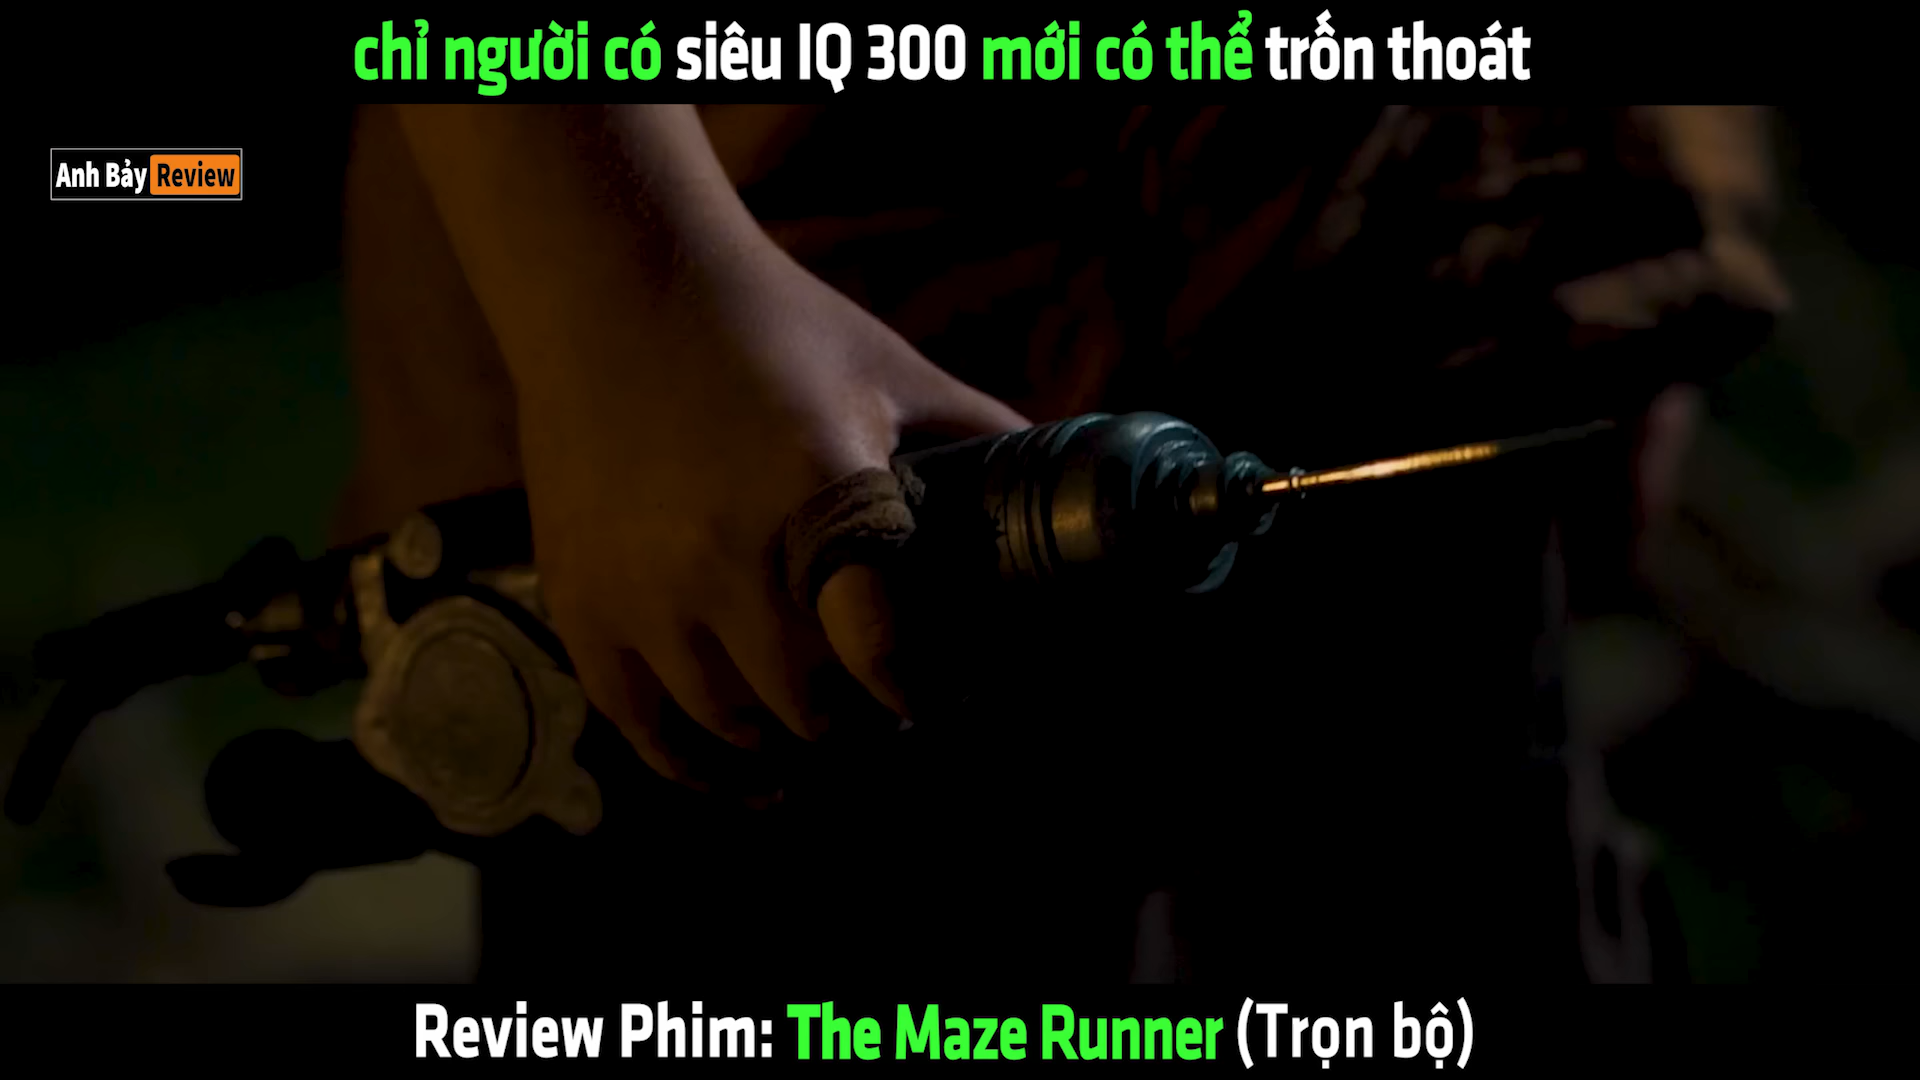 chỉ người có siêu IQ 300 mới có thể trốn thoát
Anh Bảy Review
Review Phim: The Maze Runner (Trọn bộ)